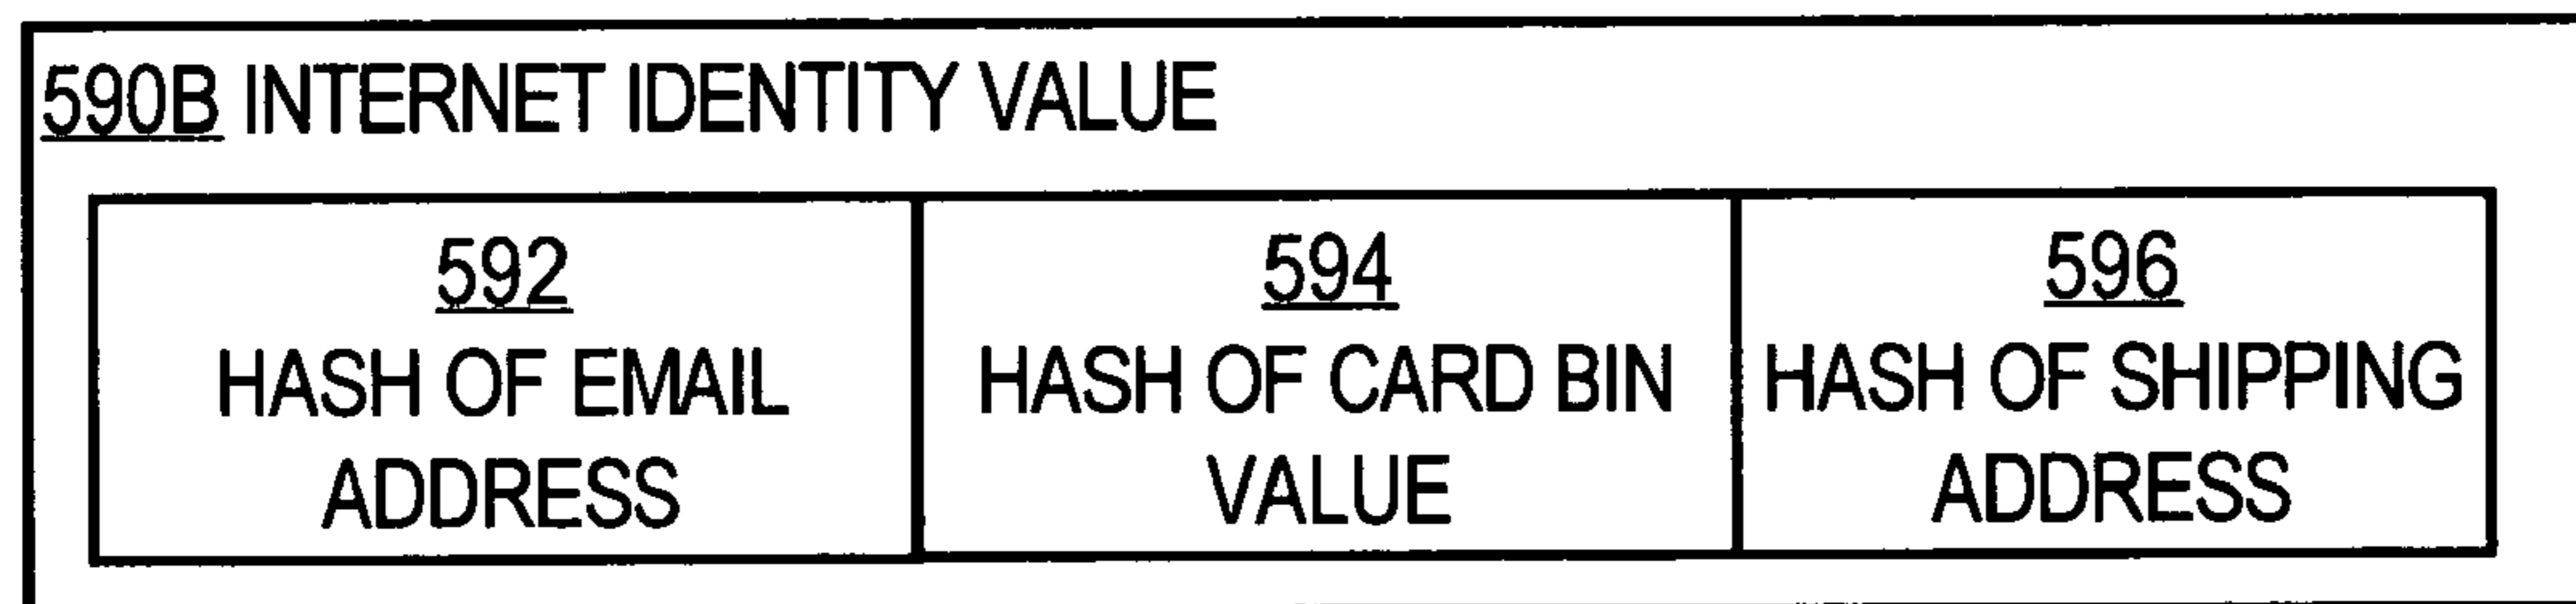 590B INTERNET IDENTITY VALUE
592
HASH OF EMAIL
ADDRESS
594
HASH OF CARD BIN
VALUE
596
HASH OF SHIPPING
ADDRESS